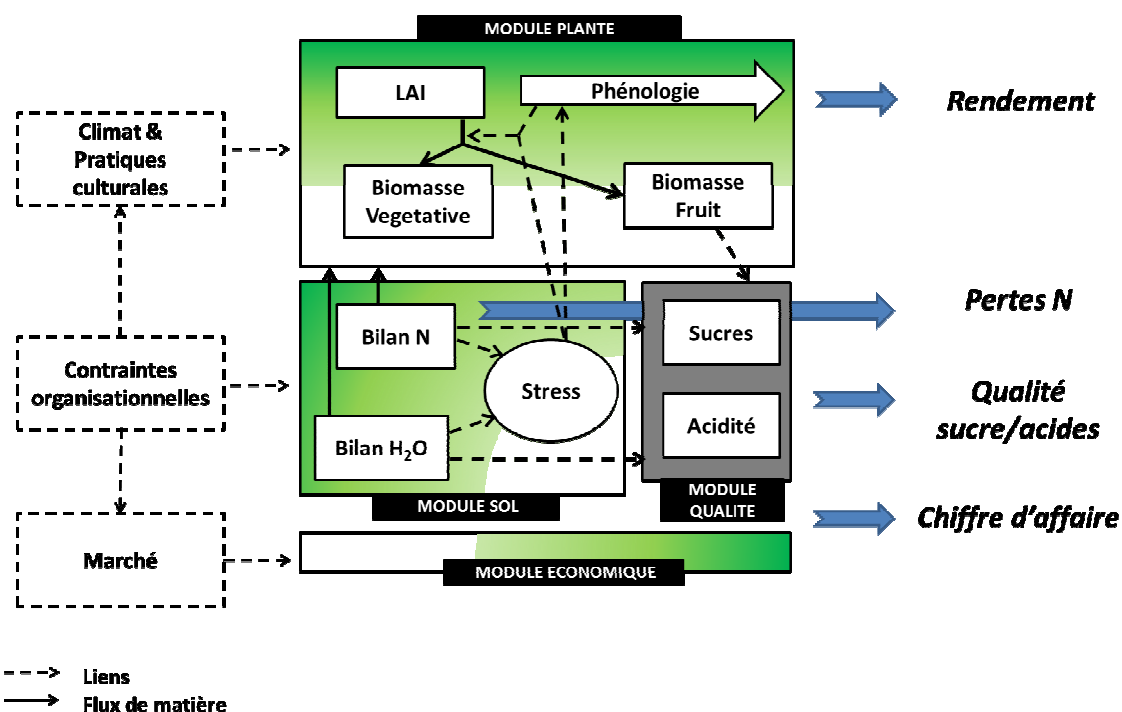 MODULE PLANTE
LAI
Phénologie
Rendement
Climat &
Pratiques
culturales
Biomasse
Vegetative
Biomasse
Fruit
Pertes N
Bilan N
Sucres
Contraintes
organisationnelles
Stress
Qualité
sucre/acides
Acidité
Bilan H₂O
MODULE SOL
MODULE
QUALITE
Chiffre d'affaire
Marché
MODULE ECONOMIQUE
Liens
Flux de matière